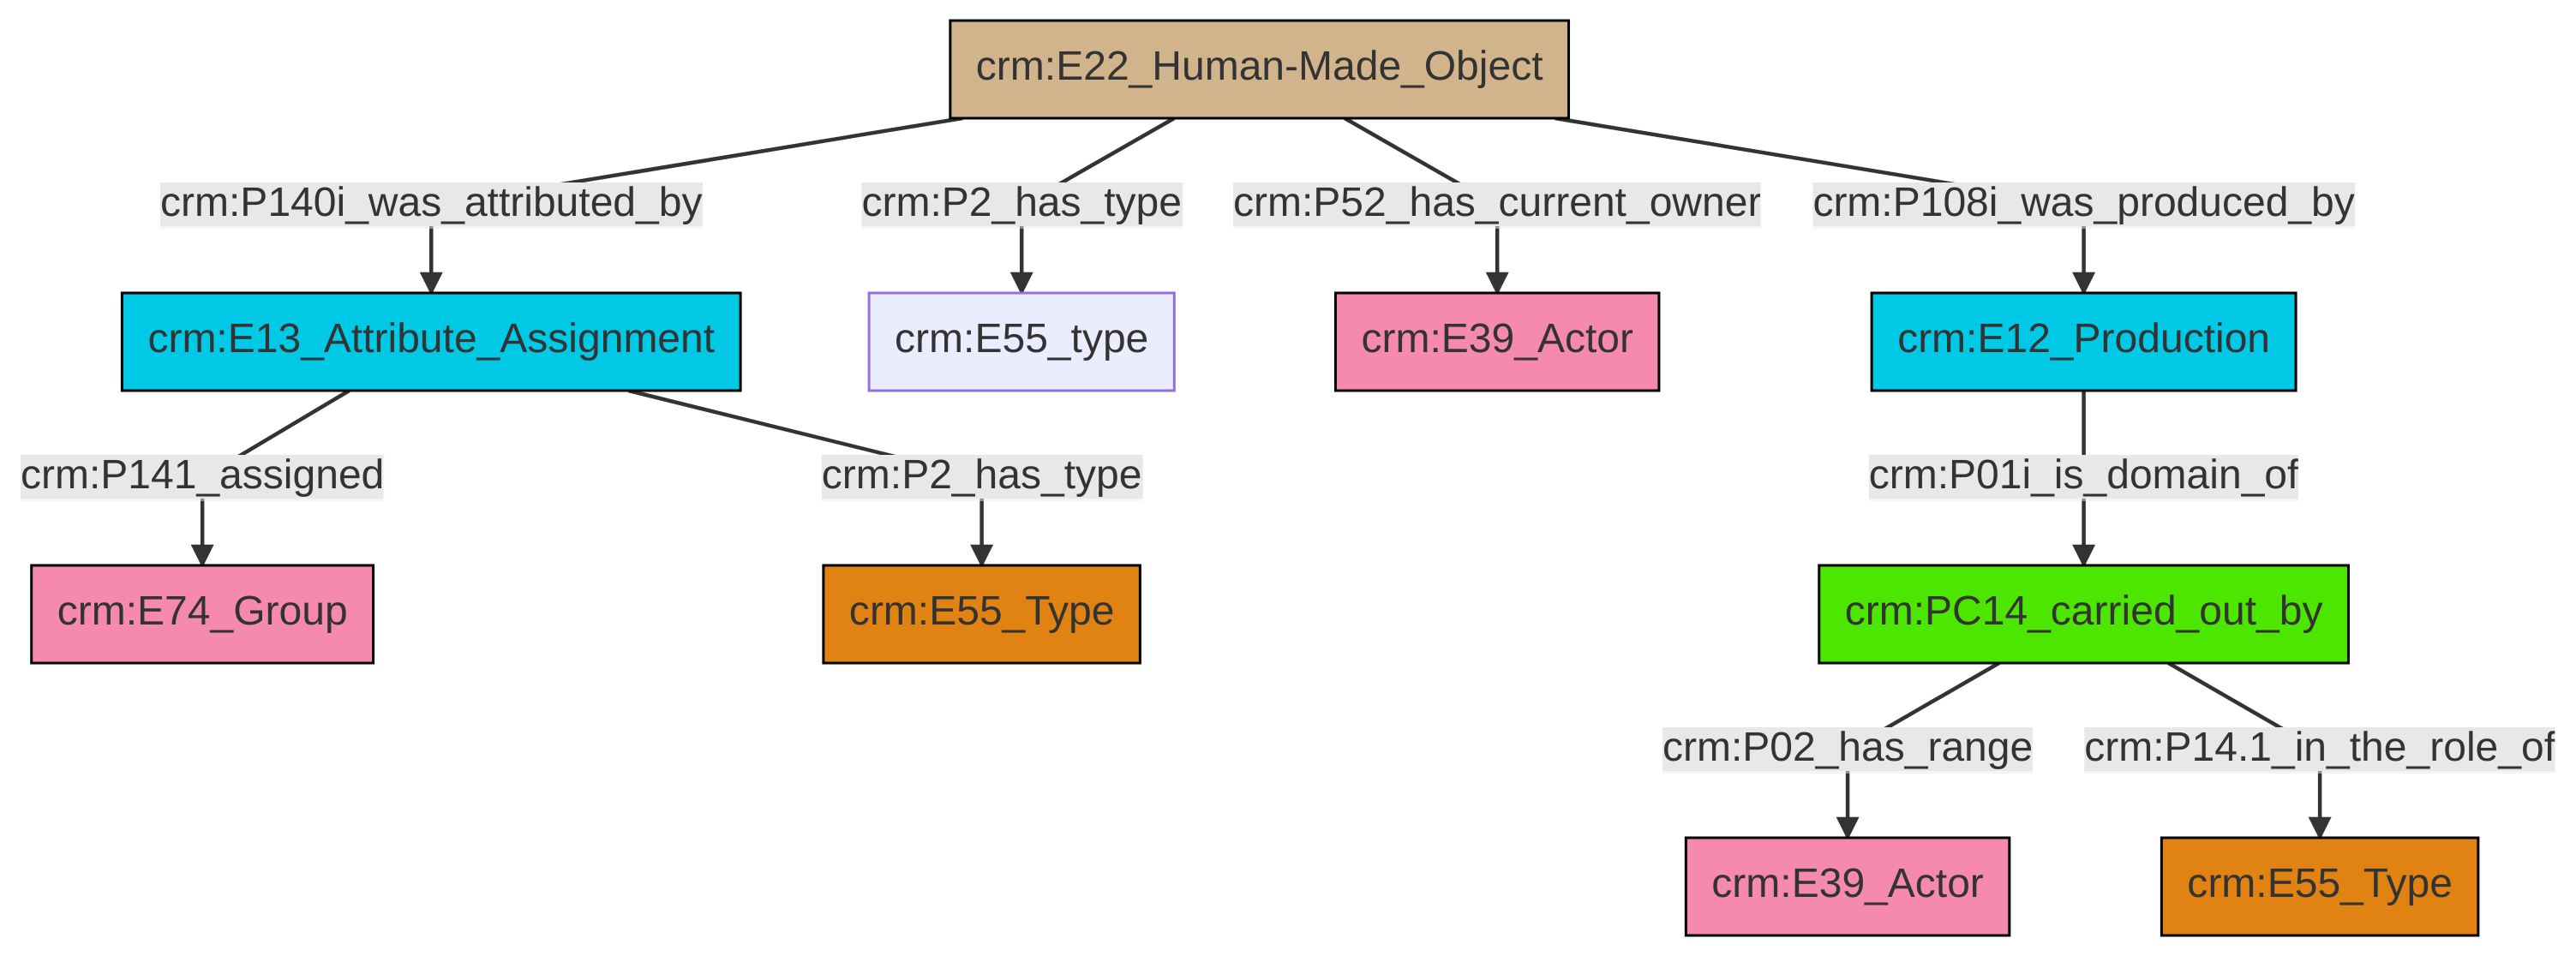 crm:E22_Human-Made_Object
crm:P140i_was_attributed_by
crm:P2_has_type
crm:P52_has_current_owner
crm:P108i_was_produced_by
crm:E13_Attribute_Assignment
crm:E55_type
crm:E39_Actor
crm:E12_Production
crm:P141_assigned
crm:P2_has_type
crm:P01i_is_domain_of
crm:E74_Group
crm:E55_Type
crm:PC14_carried_out_by
crm:P02_has_range
crm:P14.1_in_the_role_of
crm:E39_Actor
crm:E55_Type